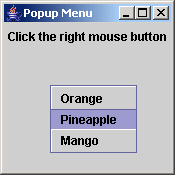 Popup Menu
Click the right mouse button
Orange
Pineapple
Mango